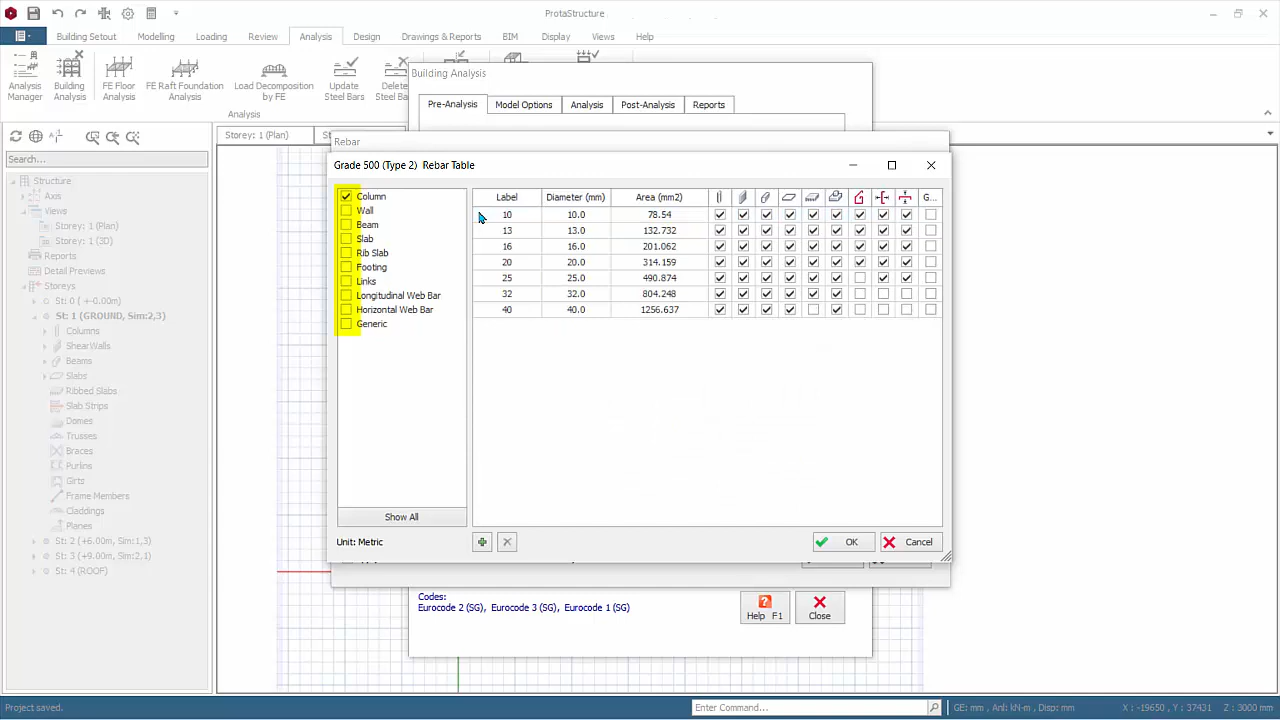 ProtaStructure
Building Setout Modelling Loading Review Analysis Design Drawings & Reports BIM Display Views Help
Analysis Manager
Building Analysis
FE Floor Analysis
FE Raft Foundation Analysis
Load Decomposition by FE
Update Steel Bars
Delete Steel Ba
Analysis
Building Analysis
Pre-Analysis Model Options Analysis Post-Analysis Reports
Storey: 1 (Plan) St
Search...
Structure
Axis
Views
Storey: 1 (Plan)
Storey: 1 (3D)
Reports
Detail Previews
Storeys
St: 0 ( +-0.00m)
St: 1 (GROUND, Sim:2,3)
Columns
ShearWalls
Beams
Slabs
Ribbed Slabs
Slab Strips
Domes
Trusses
Braces
Purlins
Girts
Frame Members
Claddings
Planes
St: 2 (+6.00m, Sim:1,3)
St: 3 (+9.00m, Sim:2,1)
St: 4 (ROOF)
Rebar
Grade 500 (Type 2) Rebar Table
Column
Wall
Beam
Slab
Rib Slab
Footing
Links
Longitudinal Web Bar
Horizontal Web Bar
Generic
Show All
Label Diameter (mm) Area (mm2) G...
10 10.0 78.54
13 13.0 132.732
16 16.0 201.062
20 20.0 314.159
25 25.0 490.874
32 32.0 804.248
40 40.0 1256.637
Unit: Metric
OK Cancel
Codes:
Eurocode 2 (SG), Eurocode 3 (SG), Eurocode 1 (SG)
Help F1
Close
Project saved.
Enter Command...
GE: mm , Anl: kN-m , Disp: mm
X : -19650 , Y : 37431 Z : 3000 mm